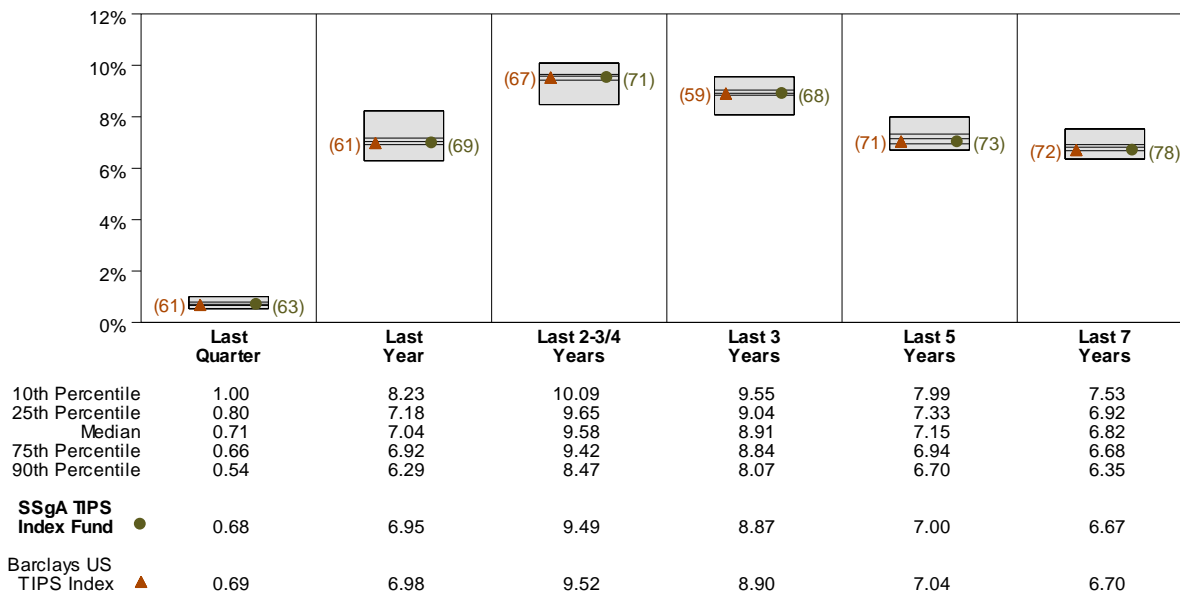 12%
10%
8%
6%
4%
2%
0%
(61) (63)
(61) (69)
(67) (71)
(59) (68)
(71) (73)
(72) (78)
Last Quarter
Last Year
Last 2-3/4 Years
Last 3 Years
Last 5 Years
Last 7 Years
10th Percentile 1.00 8.23 10.09 9.55 7.99 7.53
25th Percentile 0.80 7.18 9.65 9.04 7.33 6.92
Median 0.71 7.04 9.58 8.91 7.15 6.82
75th Percentile 0.66 6.92 9.42 8.84 6.94 6.68
90th Percentile 0.54 6.29 8.47 8.07 6.70 6.35
SSgA TIPS
Index Fund 0.68 6.95 9.49 8.87 7.00 6.67
Barclays US
TIPS Index 0.69 6.98 9.52 8.90 7.04 6.70